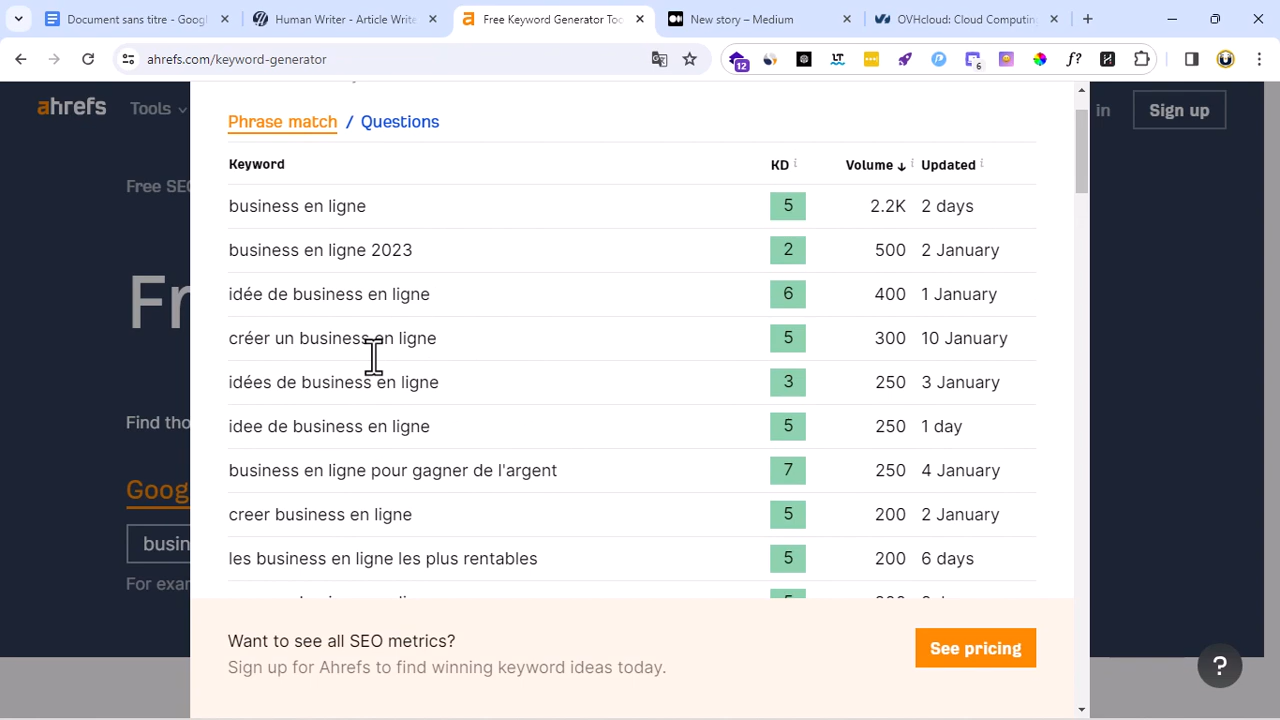 Document sans titre - Googl
Human Writer - Article Write
Free Keyword Generator Too
New story – Medium
OVHcloud: Cloud Computin
ahrefs.com/keyword-generator
12
6
ahrefs
Tools
in
Sign up
Free SEO
Fr
Find tho
Goog
busin
For exan
Phrase match / Questions
Keyword KD Volume Updated
business en ligne 5 2.2K 2 days
business en ligne 2023 2 500 2 January
idée de business en ligne 6 400 1 January
créer un business en ligne 5 300 10 January
idées de business en ligne 3 250 3 January
idee de business en ligne 5 250 1 day
business en ligne pour gagner de l'argent 7 250 4 January
creer business en ligne 5 200 2 January
les business en ligne les plus rentables 5 200 6 days
Want to see all SEO metrics?
Sign up for Ahrefs to find winning keyword ideas today.
See pricing
?